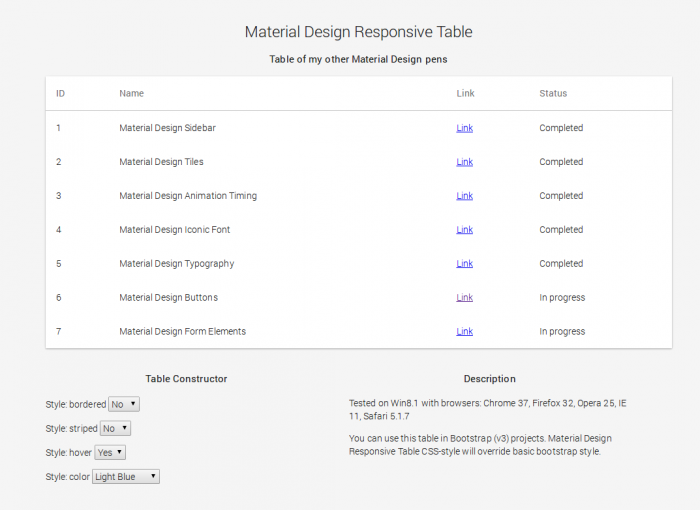 Material Design Responsive Table
Table of my other Material Design pens
ID Name Link Status
1 Material Design Sidebar Link Completed
2 Material Design Tiles Link Completed
3 Material Design Animation Timing Link Completed
4 Material Design Iconic Font Link Completed
5 Material Design Typography Link Completed
6 Material Design Buttons Link In progress
7 Material Design Form Elements Link In progress
Table Constructor
Style: bordered No
Style: striped No
Style: hover Yes
Style: color Light Blue
Description
Tested on Win8.1 with browsers: Chrome 37, Firefox 32, Opera 25, IE
11, Safari 5.1.7
You can use this table in Bootstrap (v3) projects. Material Design
Responsive Table CSS-style will override basic bootstrap style.